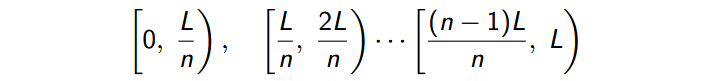 [0, L/n), [L/n, 2L/n) ⋯ [(n − 1)L/n, L)